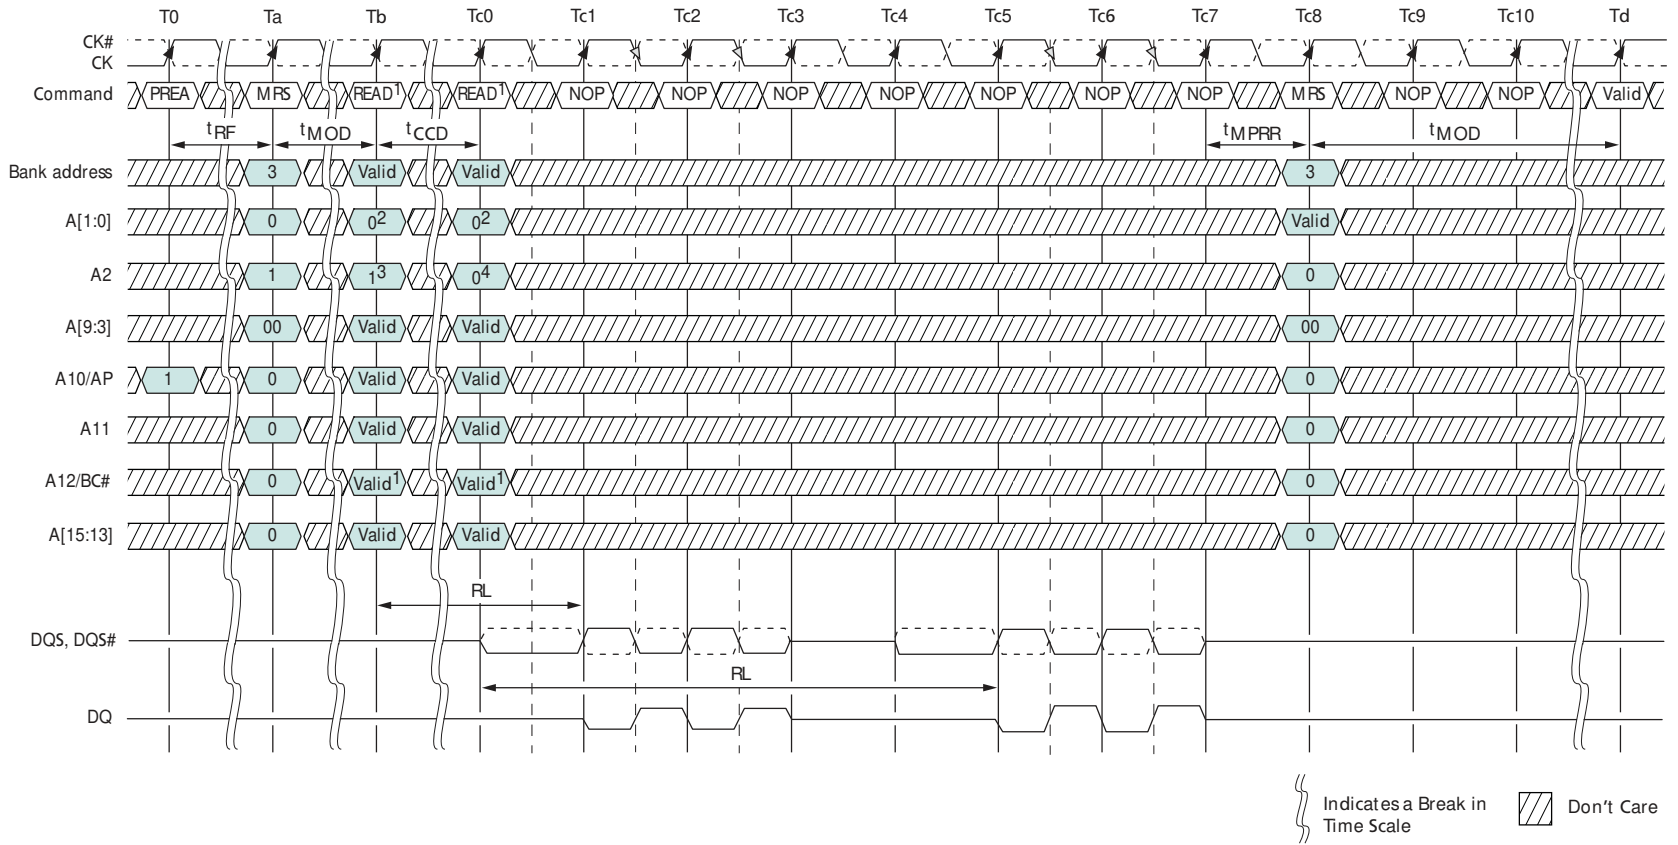 T0 Ta Tb Tc0 Tc1 Tc2 Tc3 Tc4 Tc5 Tc6 Tc7 Tc8 Tc9 Tc10 Td
CK#
CK
Command PREA MRS READ1 READ1 NOP NOP NOP NOP NOP NOP NOP MRS NOP NOP Valid
tRF tMOD tCCD tMPRR tMOD
Bank address 3 Valid Valid 3
A[1:0] 0 02 02 Valid
A2 1 13 04 0
A[9:3] 00 Valid Valid 00
A10/AP 1 0 Valid Valid 0
A11 0 Valid Valid 0
A12/BC# 0 Valid1 Valid1 0
A[15:13] 0 Valid Valid 0
RL
DQS, DQS#
RL
DQ
Indicates a Break in
Time Scale
Don't Care